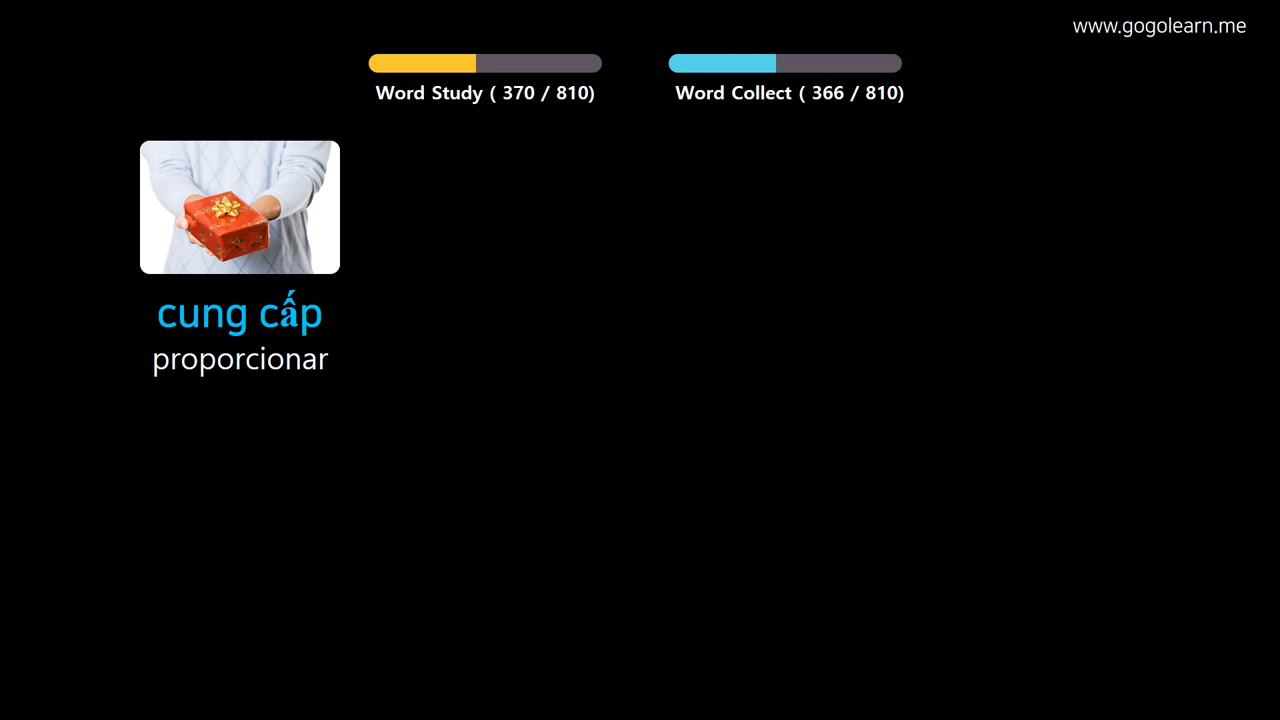 www.gogolearn.me
Word Study ( 370 / 810)
Word Collect ( 366 / 810)
cung cấp
proporcionar